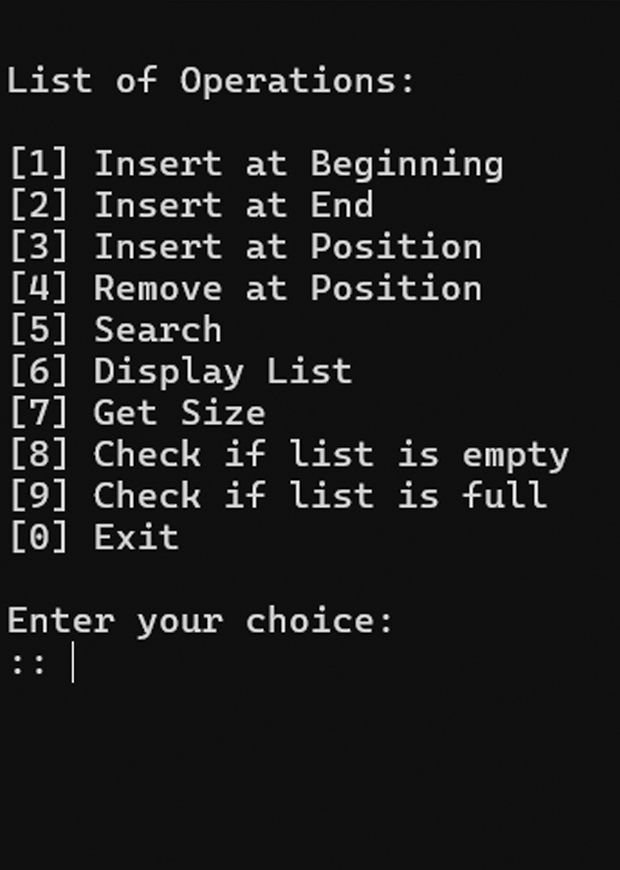 List of Operations:
[1] Insert at Beginning
[2] Insert at End
[3] Insert at Position
[4] Remove at Position
[5] Search
[6] Display List
[7] Get Size
[8] Check if list is empty
[9] Check if list is full
[0] Exit
Enter your choice:
::